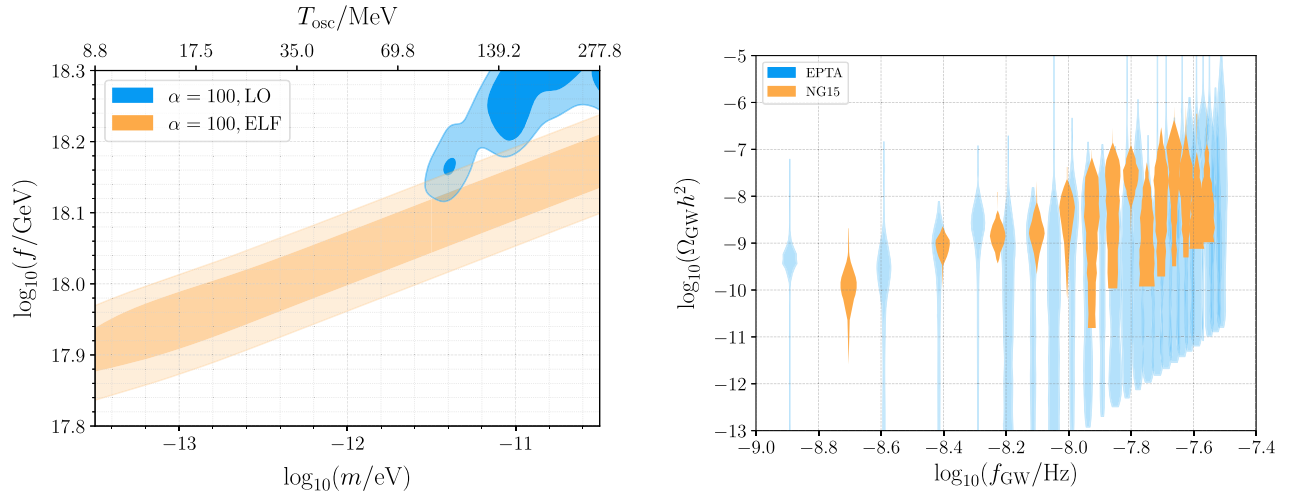 T_osc/MeV
8.8 17.5 35.0 69.8 139.2 277.8
18.3
18.2
18.1
18.0
17.9
17.8
log₁₀(f/GeV)
α = 100, LO
α = 100, ELF
−13 −12 −11
log₁₀(m/eV)
−5
−6
−7
−8
−9
−10
−11
−12
−13
log₁₀(Ω_GW h²)
EPTA
NG15
−9.0 −8.8 −8.6 −8.4 −8.2 −8.0 −7.8 −7.6 −7.4
log₁₀(f_GW/Hz)